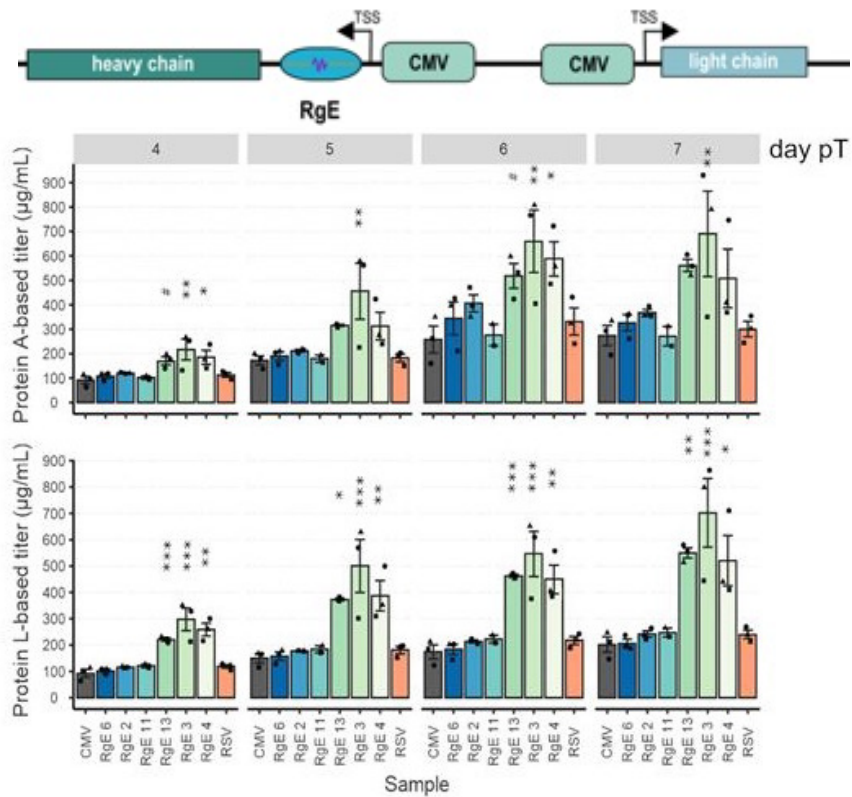 TSS TSS
heavy chain CMV CMV light chain
RgE
4 5 6 7 day pT
Protein A-based titer (µg/mL)
900
800
700
600
500
400
300
200
100
0
# ** *
**
# ** *
**
Protein L-based titer (µg/mL)
900
800
700
600
500
400
300
200
100
0
*** *** **
* *** **
*** *** **
** *** *
CMV RgE 6 RgE 2 RgE 11 RgE 13 RgE 3 RgE 4 RSV CMV RgE 6 RgE 2 RgE 11 RgE 13 RgE 3 RgE 4 RSV CMV RgE 6 RgE 2 RgE 11 RgE 13 RgE 3 RgE 4 RSV CMV RgE 6 RgE 2 RgE 11 RgE 13 RgE 3 RgE 4 RSV
Sample